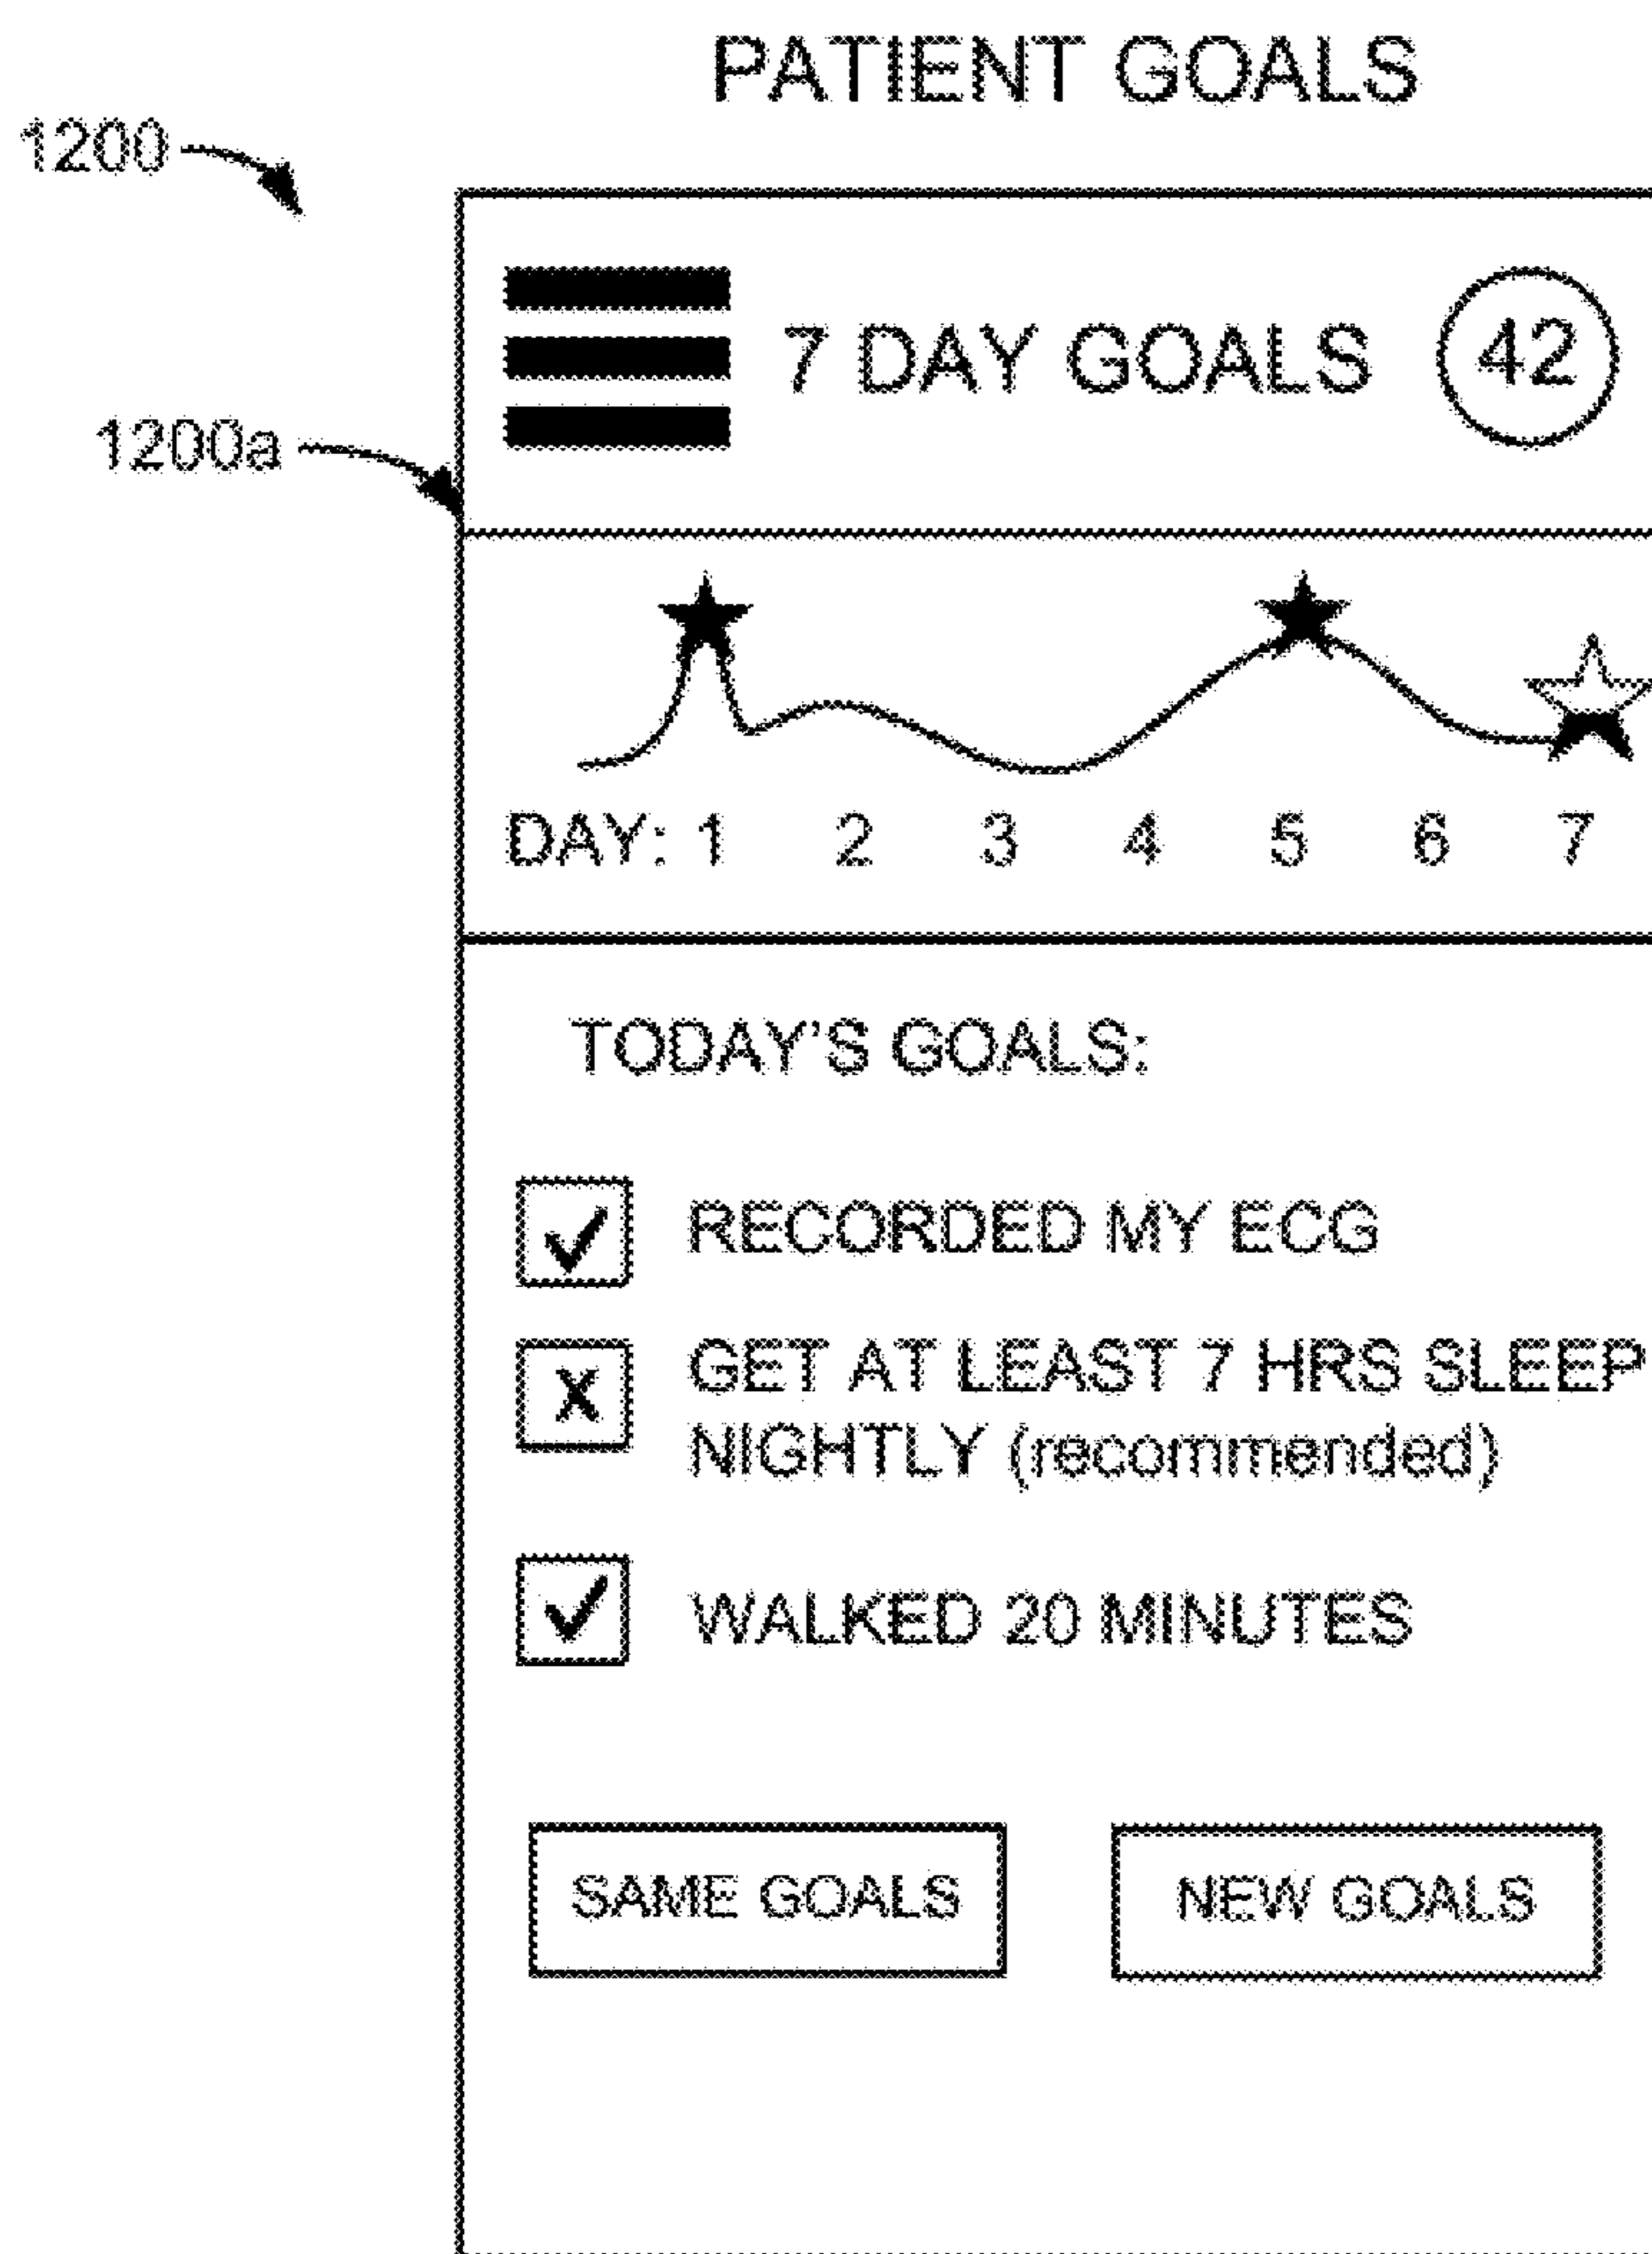 PATIENT GOALS
1200
7 DAY GOALS 42
1200a
DAY: 1 2 3 4 5 6 7
TODAY'S GOALS:
RECORDED MY ECG
X GET AT LEAST 7 HRS SLEEP
NIGHTLY (recommended)
WALKED 20 MINUTES
SAME GOALS NEW GOALS